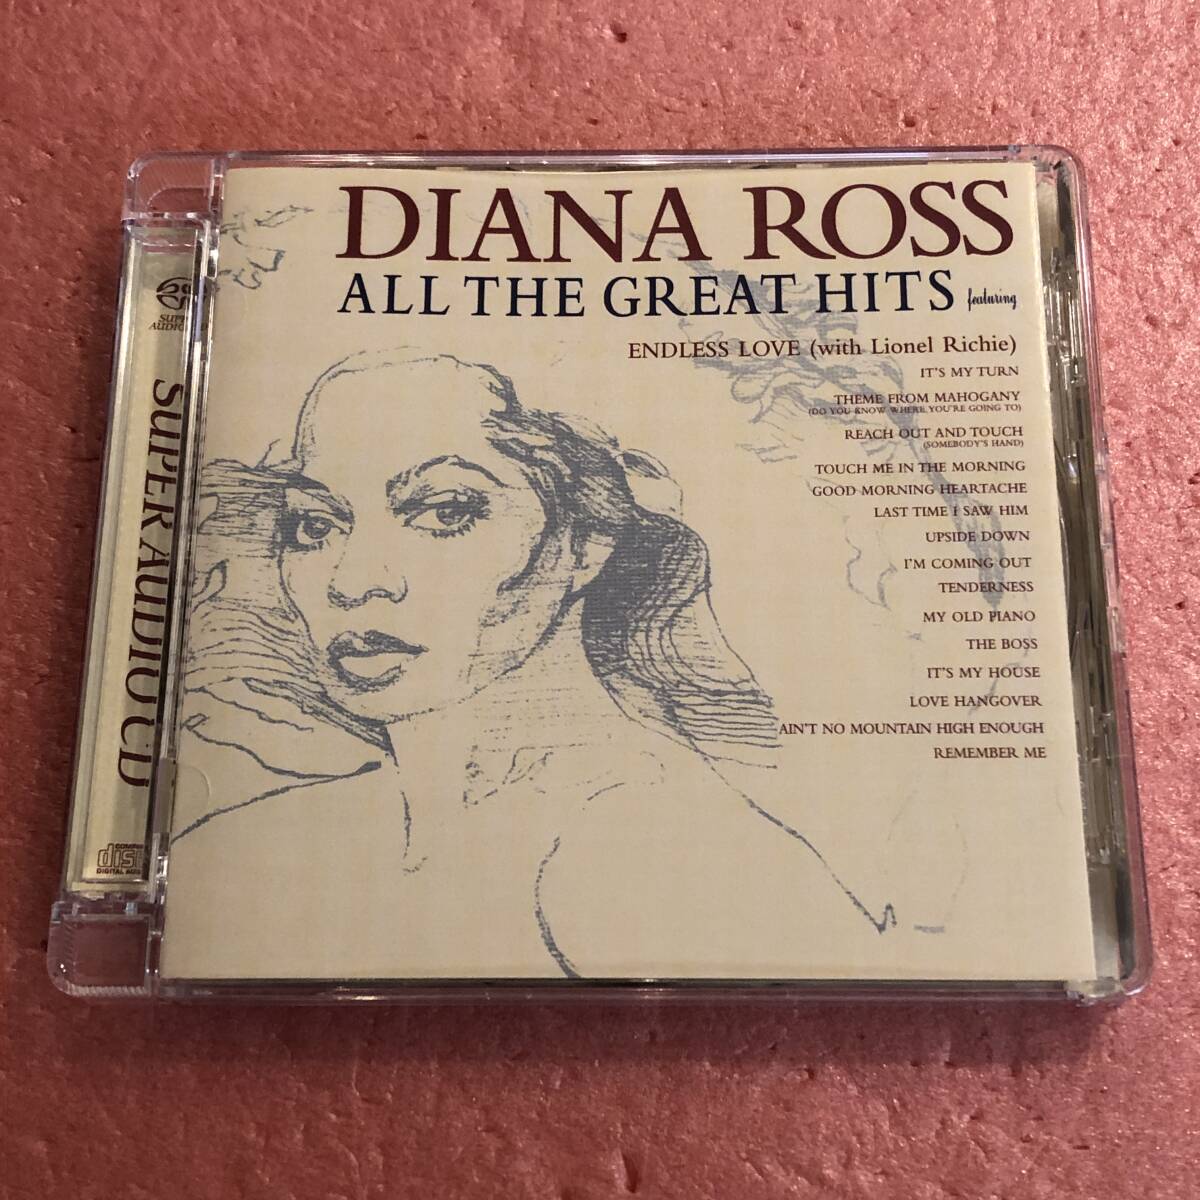 DIANA ROSS
ALL THE GREAT HITS featuring
ENDLESS LOVE (with Lionel Richie)
IT'S MY TURN
THEME FROM MAHOGANY
(DO YOU KNOW WHERE YOU'RE GOING TO)
REACH OUT AND TOUCH
(SOMEBODY'S HAND)
TOUCH ME IN THE MORNING
GOOD MORNING HEARTACHE
LAST TIME I SAW HIM
UPSIDE DOWN
I'M COMING OUT
TENDERNESS
MY OLD PIANO
THE BOSS
IT'S MY HOUSE
LOVE HANGOVER
AIN'T NO MOUNTAIN HIGH ENOUGH
REMEMBER ME
SUPER AUDIO CD